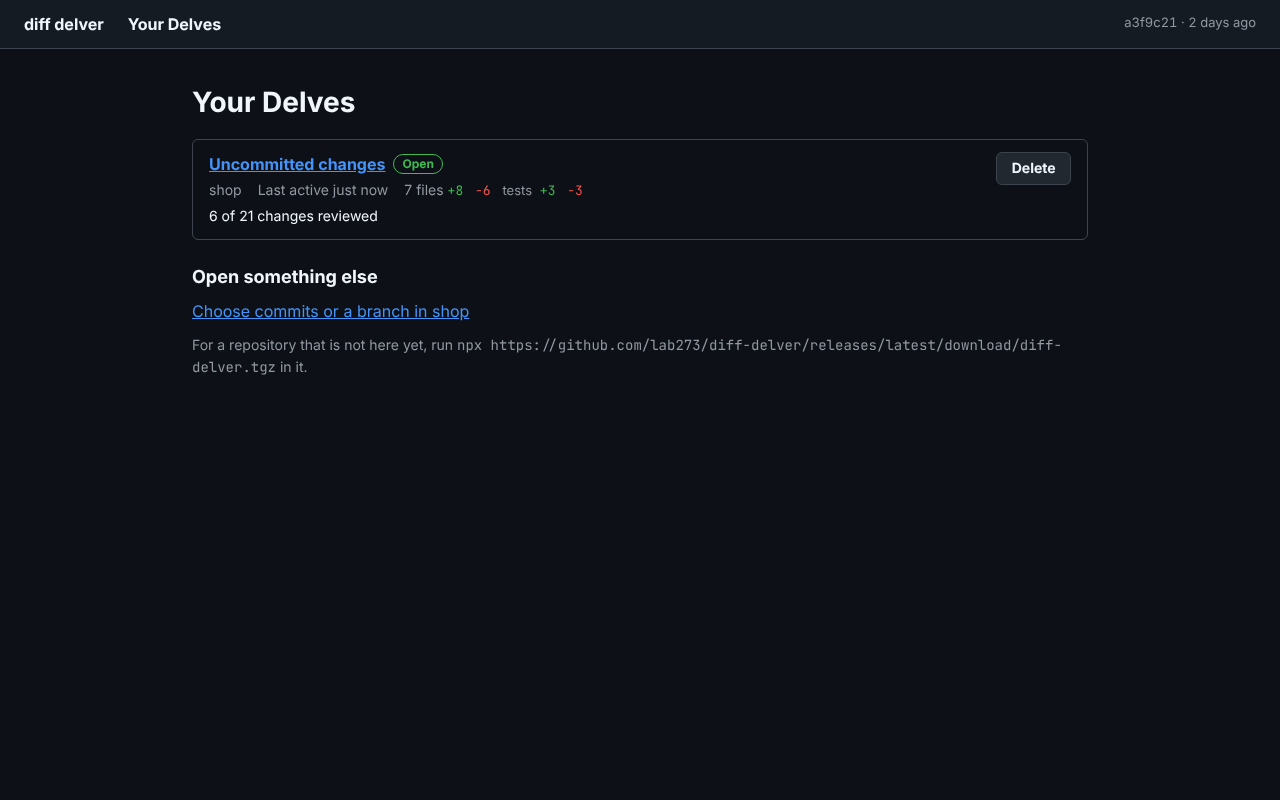 diff delver Your Delves a3f9c21 · 2 days ago
Your Delves
Uncommitted changes Open Delete
shop Last active just now 7 files +8 -6 tests +3 -3
6 of 21 changes reviewed
Open something else
Choose commits or a branch in shop
For a repository that is not here yet, run npx https://github.com/lab273/diff-delver/releases/latest/download/diff-
delver.tgz in it.